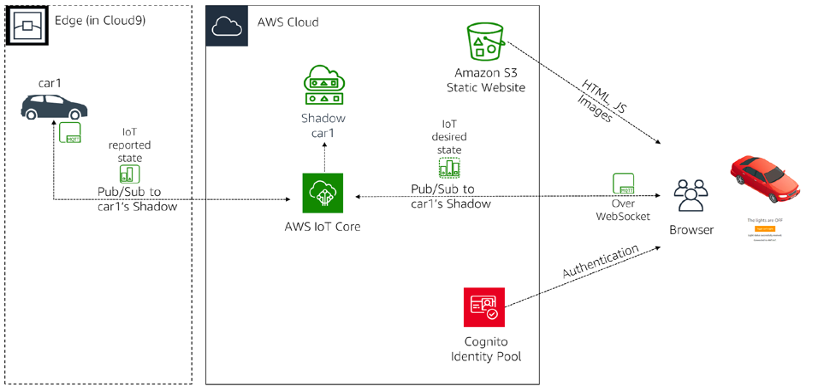 Edge (in Cloud9)
AWS Cloud
car1
MQTT
IoT
reported
state
Pub/Sub to
car1's Shadow
Shadow
car1
AWS IoT Core
Amazon S3
Static Website
HTML, JS
Images
IoT
desired
state
Pub/Sub to
car1's Shadow
MQTT
Over
WebSocket
Browser
The lights are OFF
Authentication
Cognito
Identity Pool